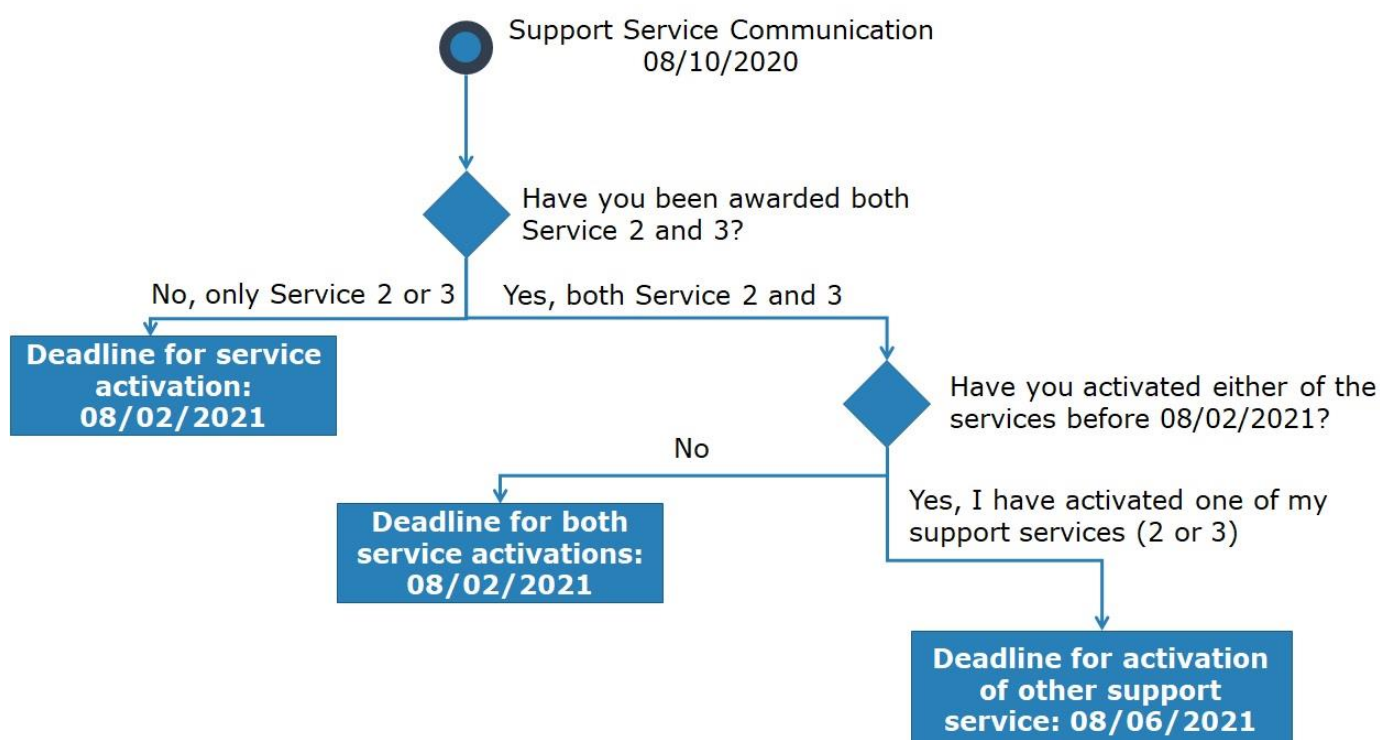 Support Service Communication
08/10/2020
Have you been awarded both
Service 2 and 3?
No, only Service 2 or 3
Yes, both Service 2 and 3
Deadline for service
activation:
08/02/2021
Have you activated either of the
services before 08/02/2021?
No
Deadline for both
service activations:
08/02/2021
Yes, I have activated one of my
support services (2 or 3)
Deadline for activation
of other support
service: 08/06/2021